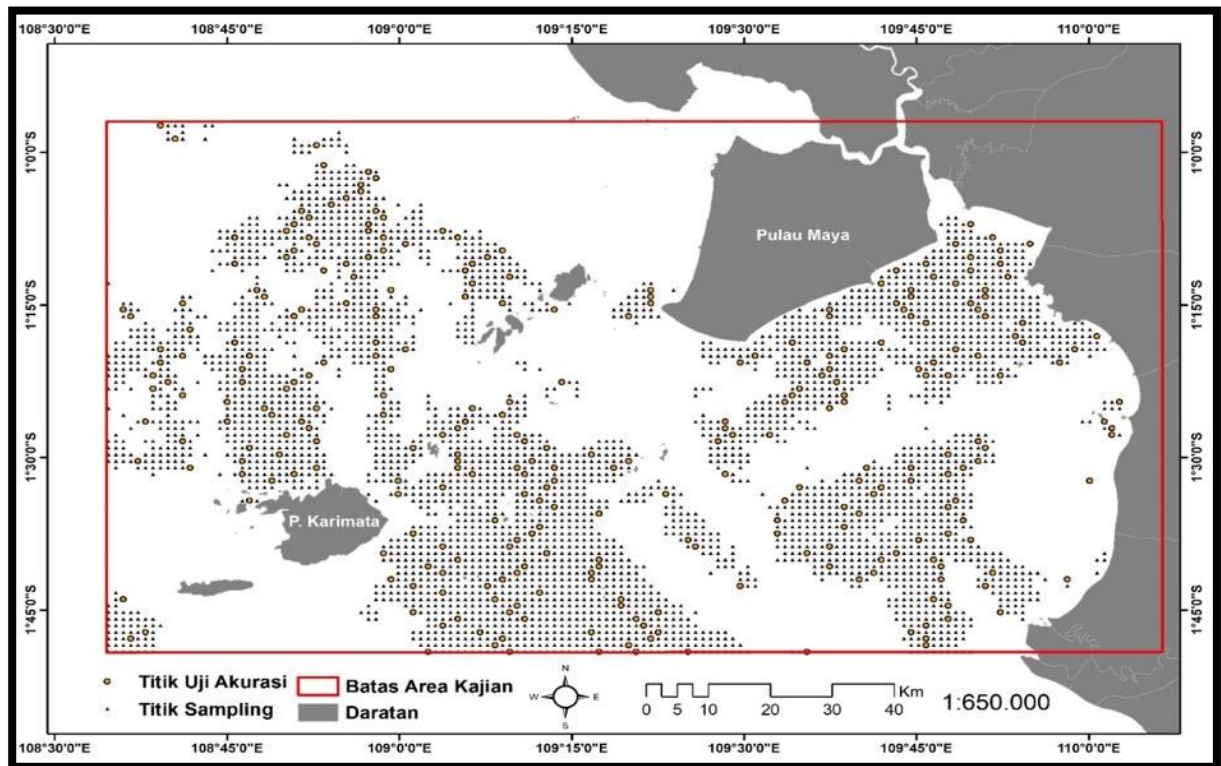 108°30'0"E 108°45'0"E 109°0'0"E 109°15'0"E 109°30'0"E 109°45'0"E 110°0'0"E
1°0'0"S 1°0'0"S
Pulau Maya
1°15'0"S 1°15'0"S
1°30'0"S 1°30'0"S
P. Karimata
1°45'0"S 1°45'0"S
Titik Uji Akurasi Batas Area Kajian
Titik Sampling Daratan
N
W E
S
Km
0 5 10 20 30 40
1:650.000
108°30'0"E 108°45'0"E 109°0'0"E 109°15'0"E 109°30'0"E 109°45'0"E 110°0'0"E